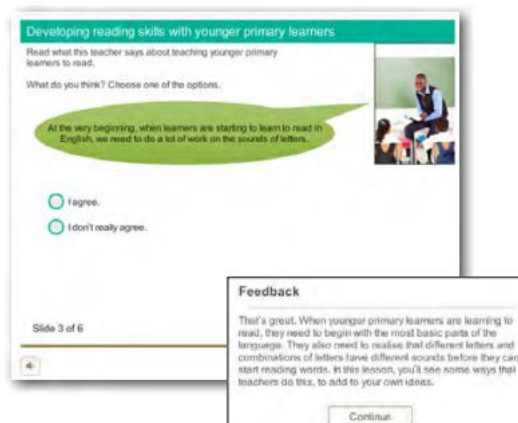 Developing reading skills with younger primary learners
Read what this teacher says about teaching younger primary
learners to read.
What do you think? Choose one of the options.
At the very beginning, when learners are starting to learn to read in
English, we need to do a lot of work on the sounds of letters.
I agree.
I don't really agree.
Slide 3 of 6
Feedback
That's great. When younger primary learners are learning to
read, they need to begin with the most basic parts of the
language. They also need to realise that different letters and
combinations of letters have different sounds before they can
start reading words. In this lesson, you'll see some ways that
teachers do this, to add to your own ideas.
Continue